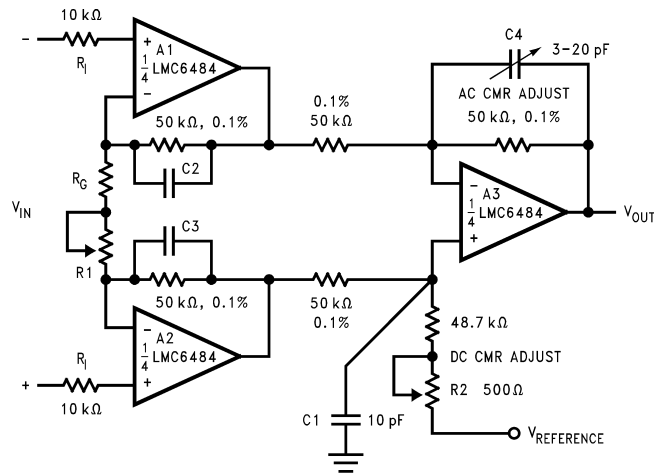 10 kΩ
C4
3–20 pF
–
R_I
+
A1
1/4 LMC6484
–
AC CMR ADJUST
0.1%
50 kΩ
50 kΩ, 0.1%
50 kΩ, 0.1%
C2
R_G
–
A3
1/4 LMC6484
+
V_IN
V_OUT
C3
R1
50 kΩ, 0.1%
50 kΩ
0.1%
48.7 kΩ
–
A2
1/4 LMC6484
+
DC CMR ADJUST
R_I
+
10 kΩ
R2 500Ω
C1
10 pF
V_REFERENCE